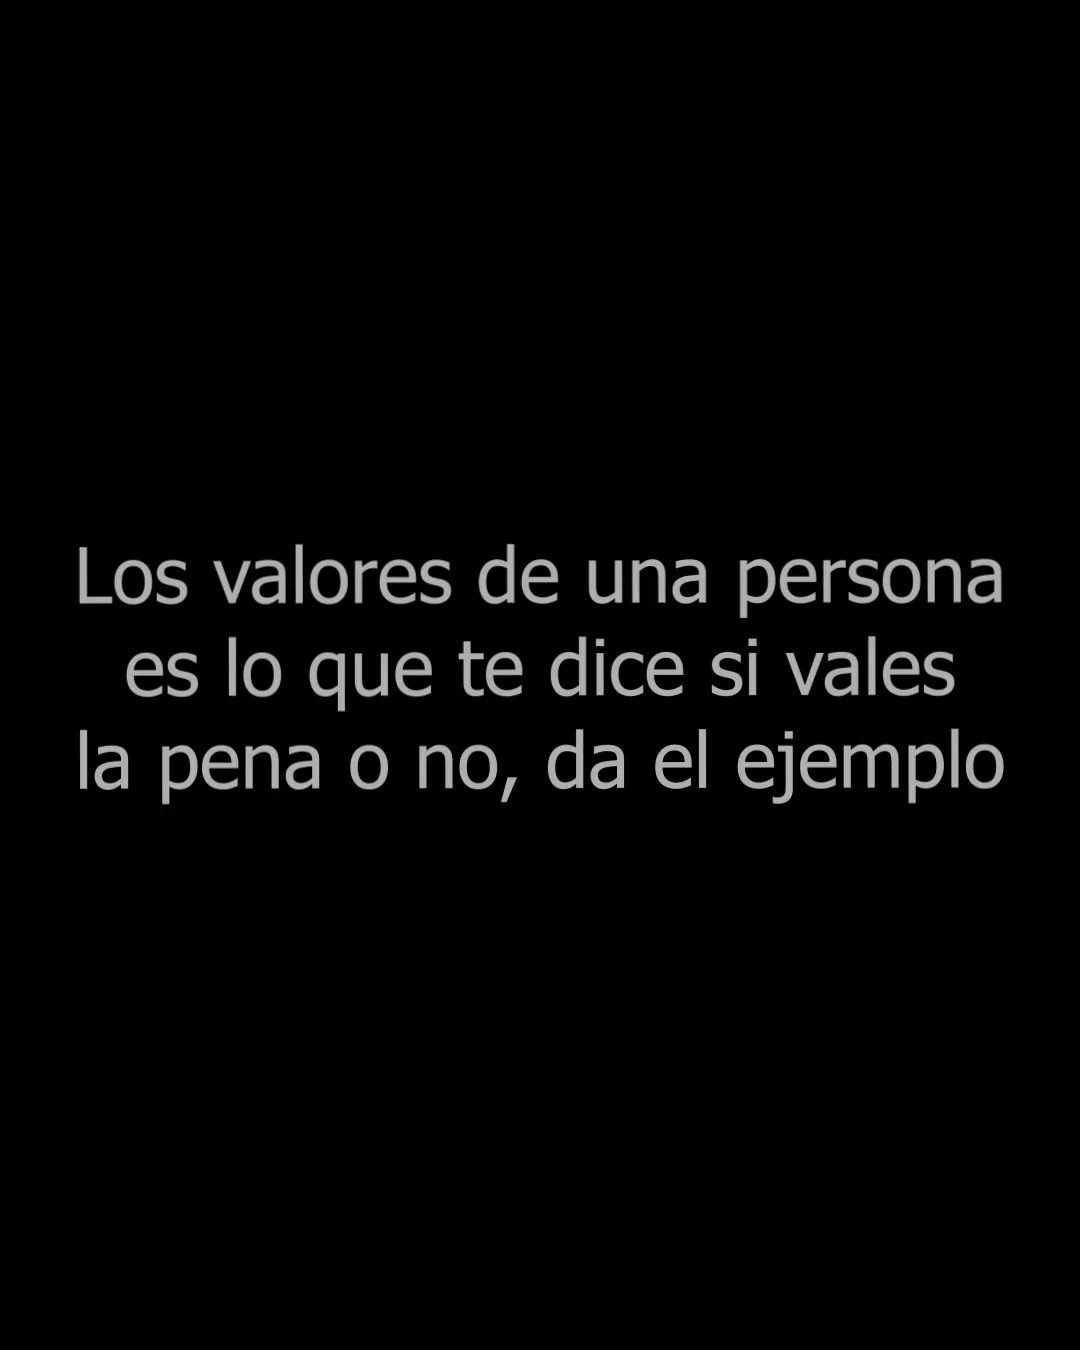 Los valores de una persona
es lo que te dice si vales
la pena o no, da el ejemplo